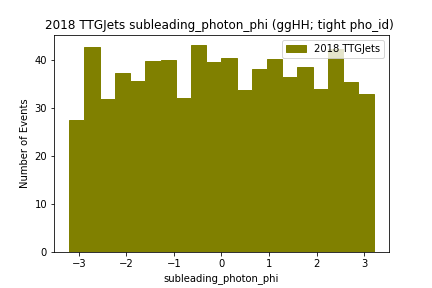 2018 TTGJets subleading_photon_phi (ggHH; tight pho_id)
2018 TTGJets
Number of Events
40
30
20
10
0
−3 −2 −1 0 1 2 3
subleading_photon_phi